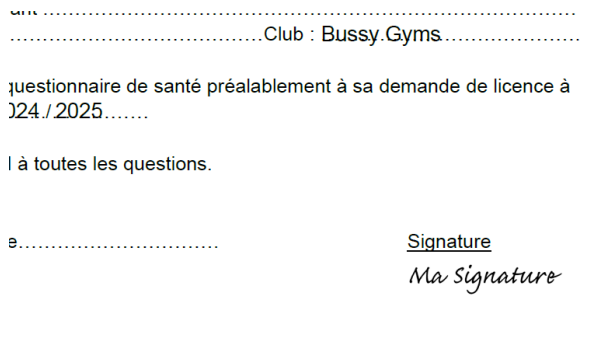 Club : Bussy Gyms
questionnaire de santé préalablement à sa demande de licence à
024 / 2025
à toutes les questions.
Signature
Ma Signature